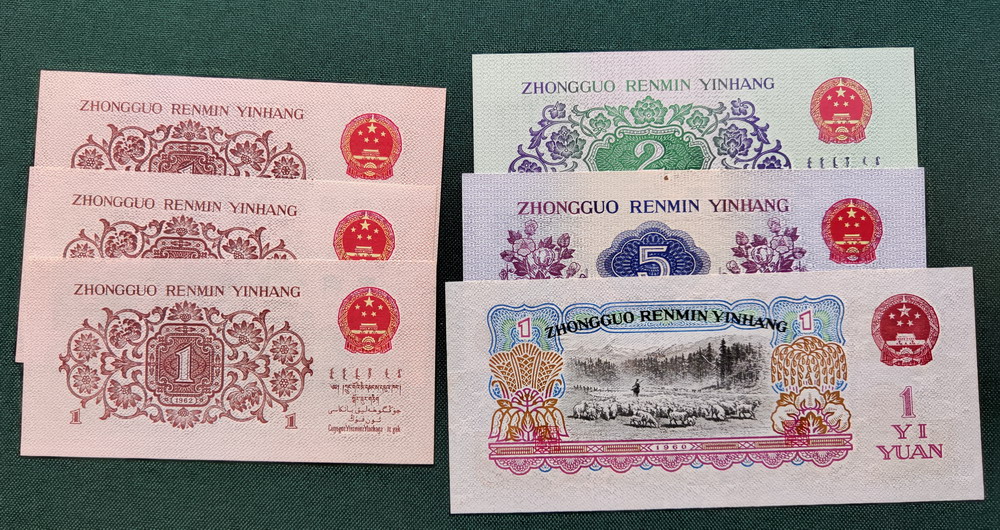 ZHONGGUO RENMIN YINHANG
ZHONGGUO RENMIN YINHANG
ZHONGGUO RENMIN YINHANG
1
1962
1 1
ZHONGGUO RENMIN YINHANG
2
ZHONGGUO RENMIN YINHANG
5
1 ZHONGGUO RENMIN YINHANG 1
1960
1
YI
YUAN